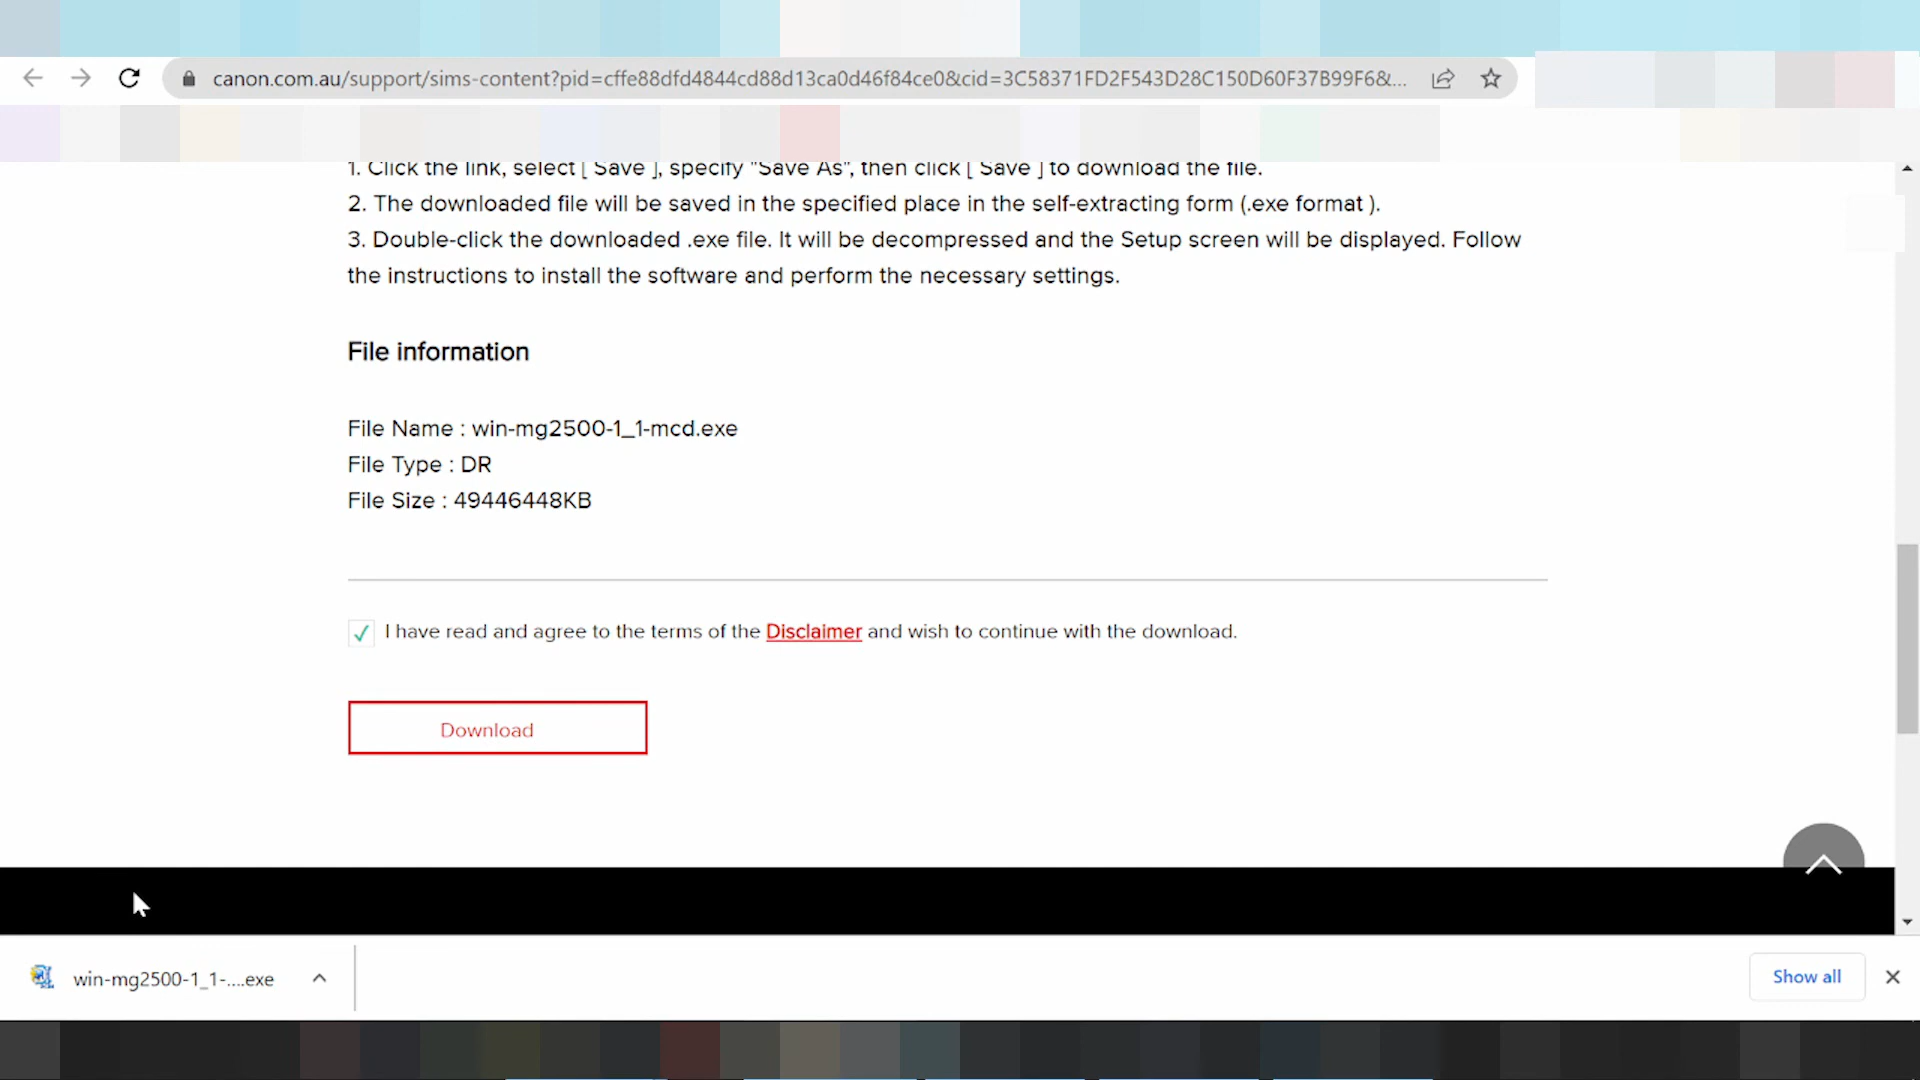 canon.com.au/support/sims-content?pid=cffe88dfd4844cd88d13ca0d46f84ce0&cid=3C58371FD2F543D28C150D60F37B99F6&...
1. Click the link, select [ Save ], specify "Save As", then click [ Save ] to download the file.
2. The downloaded file will be saved in the specified place in the self-extracting form (.exe format ).
3. Double-click the downloaded .exe file. It will be decompressed and the Setup screen will be displayed. Follow
the instructions to install the software and perform the necessary settings.
File information
File Name : win-mg2500-1_1-mcd.exe
File Type : DR
File Size : 49446448KB
I have read and agree to the terms of the Disclaimer and wish to continue with the download.
Download
win-mg2500-1_1-....exe
Show all